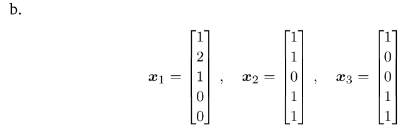 b.
x₁ = [1 2 1 0 0] , x₂ = [1 1 0 1 1] , x₃ = [1 0 0 1 1]